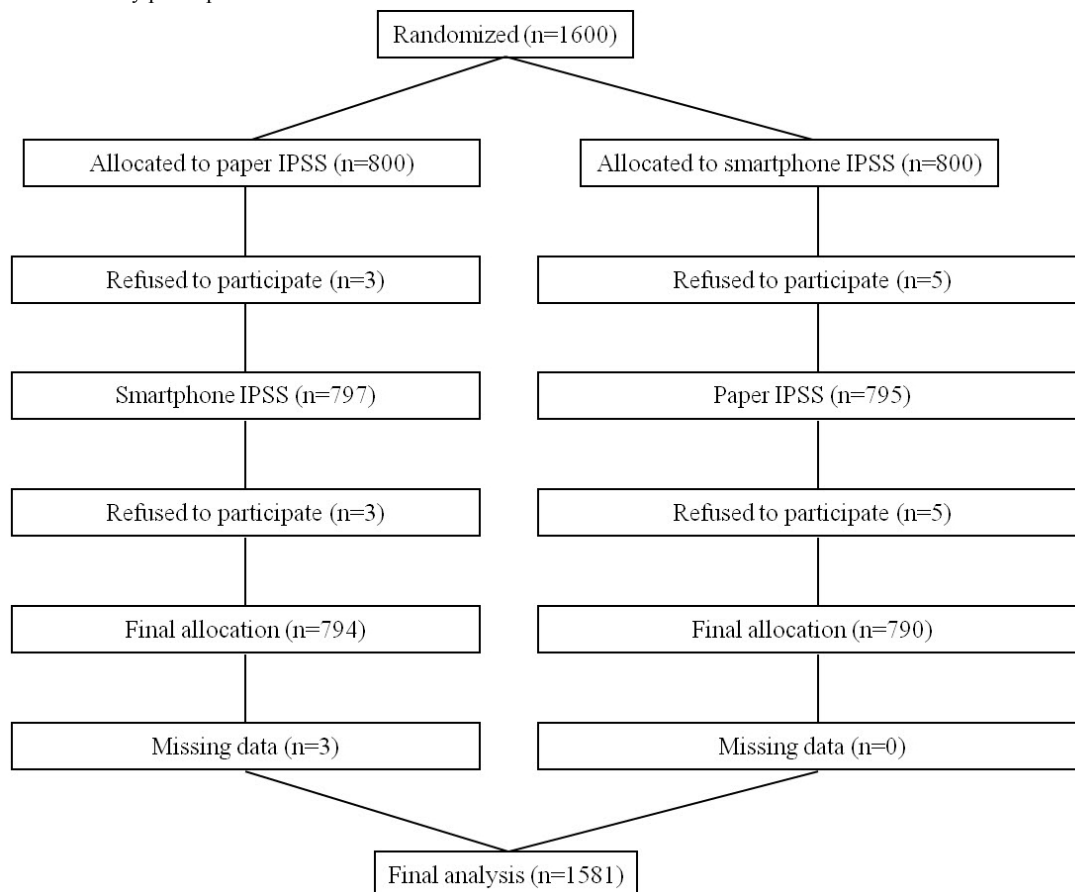 Randomized (n=1600)
Allocated to paper IPSS (n=800)
Allocated to smartphone IPSS (n=800)
Refused to participate (n=3)
Refused to participate (n=5)
Smartphone IPSS (n=797)
Paper IPSS (n=795)
Refused to participate (n=3)
Refused to participate (n=5)
Final allocation (n=794)
Final allocation (n=790)
Missing data (n=3)
Missing data (n=0)
Final analysis (n=1581)